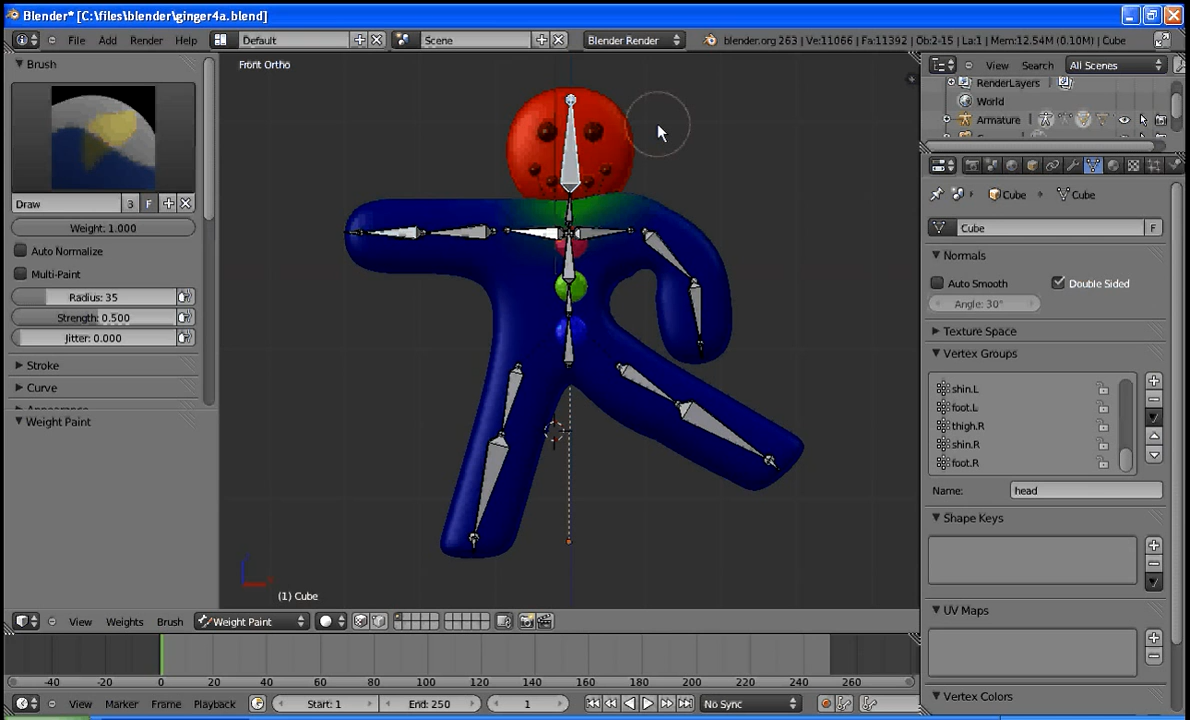 Blender* [C:\files\blender\ginger4a.blend]
File Add Render Help Default Scene Blender Render blender.org 263 | Ve:11066 | Fa:11392 | Ob:2-15 | La:1 | Mem:12.54M (0.10M) | Cube
Brush
Front Ortho
View Search All Scenes
RenderLayers
World
Armature
Draw 3 F
Weight: 1.000
Auto Normalize
Multi-Paint
Radius: 35
Strength: 0.500
Jitter: 0.000
Stroke
Curve
Weight Paint
Cube Cube
Cube F
Normals
Auto Smooth Double Sided
Angle: 30°
Texture Space
Vertex Groups
shin.L
foot.L
thigh.R
shin.R
foot.R
Name: head
Shape Keys
UV Maps
Vertex Colors
(1) Cube
View Weights Brush Weight Paint
-40 -20 0 20 40 60 80 100 120 140 160 180 200 220 240 260
View Marker Frame Playback Start: 1 End: 250 1 No Sync